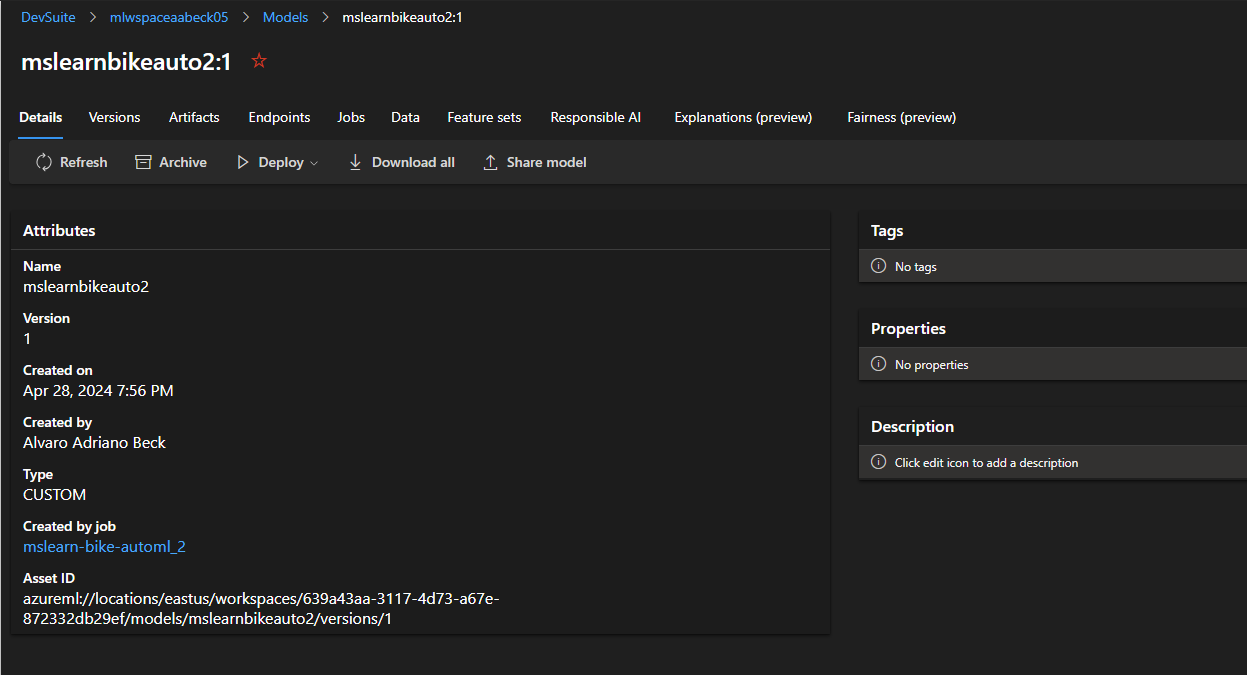 DevSuite > mlwspaceaabeck05 > Models > mslearnbikeauto2:1
mslearnbikeauto2:1
Details Versions Artifacts Endpoints Jobs Data Feature sets Responsible AI Explanations (preview) Fairness (preview)
Refresh Archive Deploy Download all Share model
Attributes
Name
mslearnbikeauto2
Version
1
Created on
Apr 28, 2024 7:56 PM
Created by
Alvaro Adriano Beck
Type
CUSTOM
Created by job
mslearn-bike-automl_2
Asset ID
azureml://locations/eastus/workspaces/639a43aa-3117-4d73-a67e-
872332db29ef/models/mslearnbikeauto2/versions/1
Tags
No tags
Properties
No properties
Description
Click edit icon to add a description